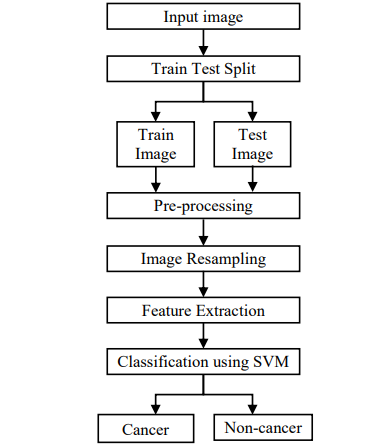 Input image
Train Test Split
Train
Image
Test
Image
Pre-processing
Image Resampling
Feature Extraction
Classification using SVM
Cancer
Non-cancer